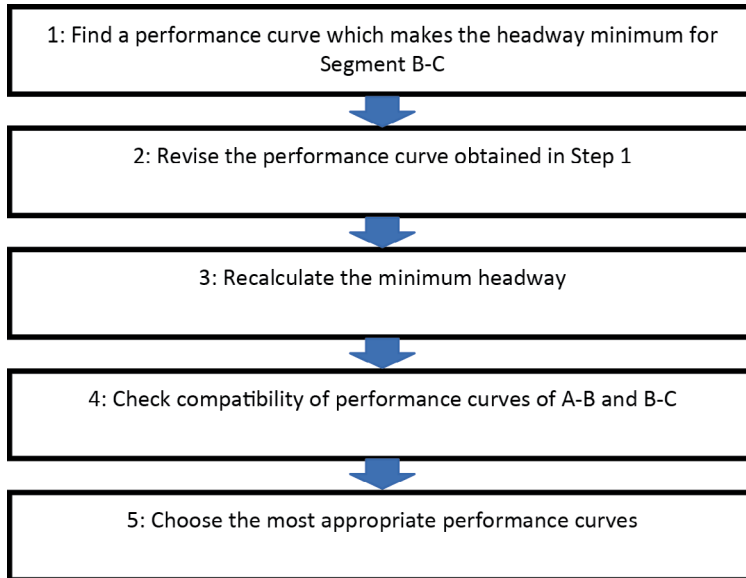 1: Find a performance curve which makes the headway minimum for
Segment B-C
2: Revise the performance curve obtained in Step 1
3: Recalculate the minimum headway
4: Check compatibility of performance curves of A-B and B-C
5: Choose the most appropriate performance curves